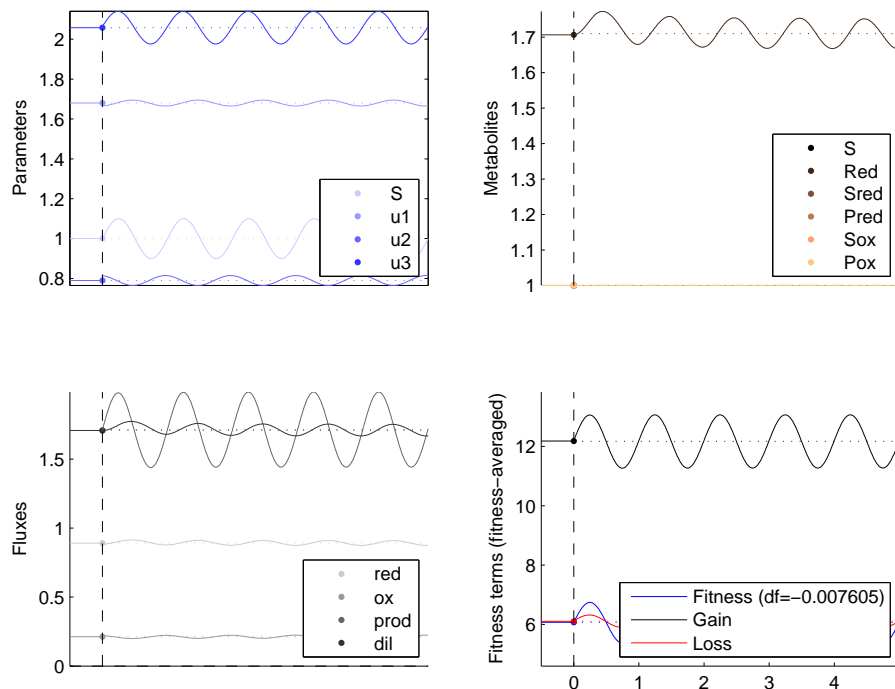 2
1.8
1.6
1.4
1.2
1
0.8
Parameters
S
u1
u2
u3
1.7
1.6
1.5
1.4
1.3
1.2
1.1
1
Metabolites
S
Red
Sred
Pred
Sox
Pox
1.5
1
0.5
0
Fluxes
red
ox
prod
dil
12
10
8
6
Fitness terms (fitness−averaged)
Fitness (df=−0.007605)
Gain
Loss
0 1 2 3 4